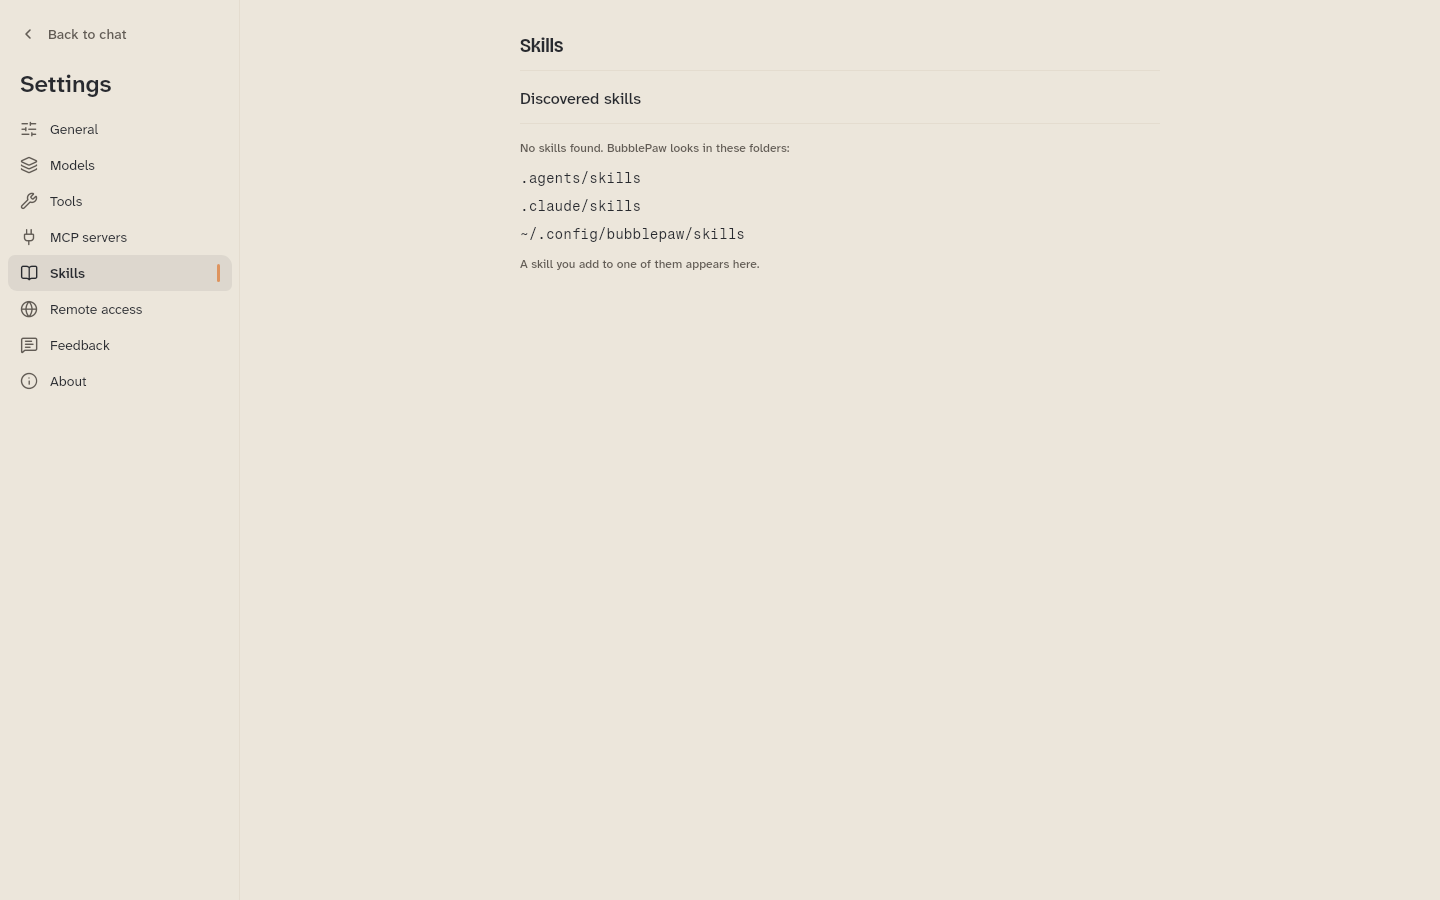 Back to chat
Settings
General
Models
Tools
MCP servers
Skills
Remote access
Feedback
About
Skills
Discovered skills
No skills found. BubblePaw looks in these folders:
.agents/skills
.claude/skills
~/.config/bubblepaw/skills
A skill you add to one of them appears here.